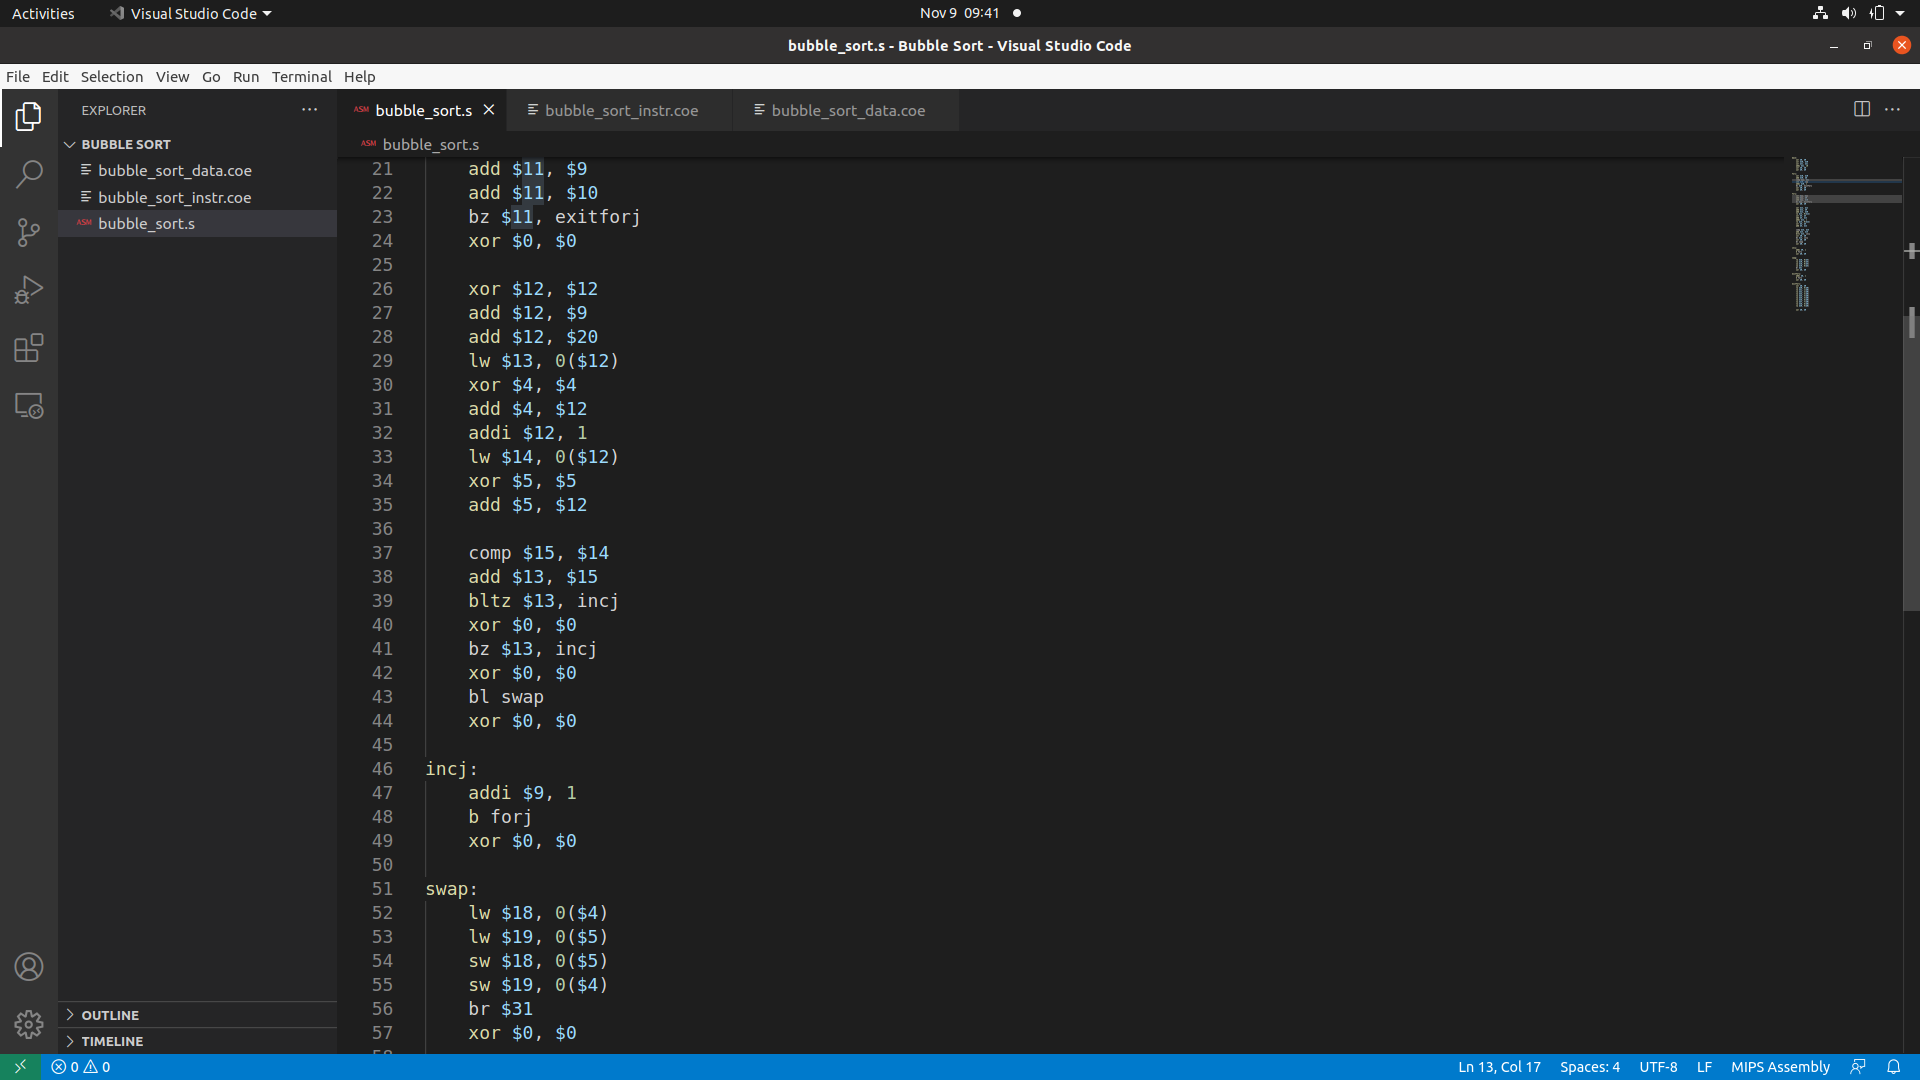 Activities
Visual Studio Code
Nov 9 09:41
bubble_sort.s - Bubble Sort - Visual Studio Code
File Edit Selection View Go Run Terminal Help
EXPLORER
BUBBLE SORT
bubble_sort_data.coe
bubble_sort_instr.coe
ASM bubble_sort.s
OUTLINE
TIMELINE
ASM bubble_sort.s
bubble_sort_instr.coe
bubble_sort_data.coe
ASM bubble_sort.s
21 add $11, $9
22 add $11, $10
23 bz $11, exitforj
24 xor $0, $0
25
26 xor $12, $12
27 add $12, $9
28 add $12, $20
29 lw $13, 0($12)
30 xor $4, $4
31 add $4, $12
32 addi $12, 1
33 lw $14, 0($12)
34 xor $5, $5
35 add $5, $12
36
37 comp $15, $14
38 add $13, $15
39 bltz $13, incj
40 xor $0, $0
41 bz $13, incj
42 xor $0, $0
43 bl swap
44 xor $0, $0
45
46 incj:
47 addi $9, 1
48 b forj
49 xor $0, $0
50
51 swap:
52 lw $18, 0($4)
53 lw $19, 0($5)
54 sw $18, 0($5)
55 sw $19, 0($4)
56 br $31
57 xor $0, $0
0 0
Ln 13, Col 17
Spaces: 4
UTF-8
LF
MIPS Assembly